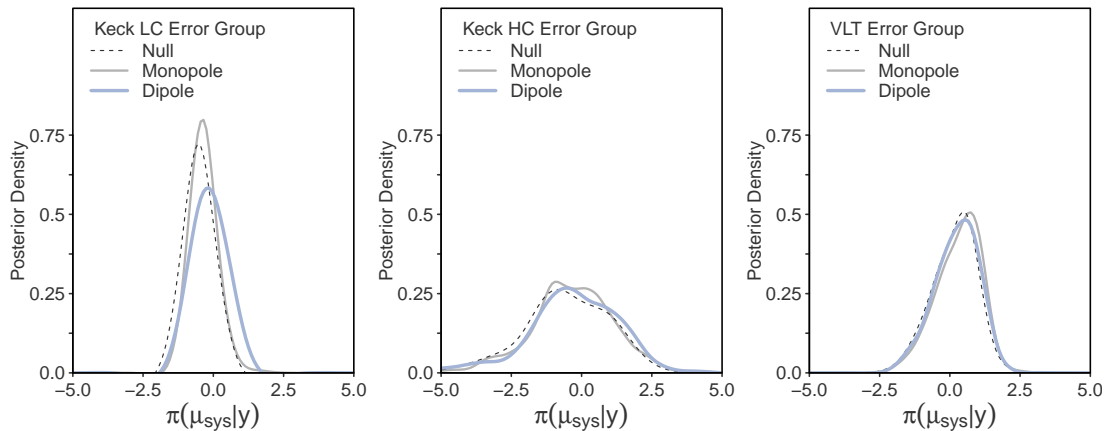 Keck LC Error Group
Null
Monopole
Dipole
Posterior Density
0.75
0.5
0.25
0.0
−5.0 −2.5 0.0 2.5 5.0
π(μsys|y)
Keck HC Error Group
Null
Monopole
Dipole
Posterior Density
0.75
0.5
0.25
0.0
−5.0 −2.5 0.0 2.5 5.0
π(μsys|y)
VLT Error Group
Null
Monopole
Dipole
Posterior Density
0.75
0.5
0.25
0.0
−5.0 −2.5 0.0 2.5 5.0
π(μsys|y)